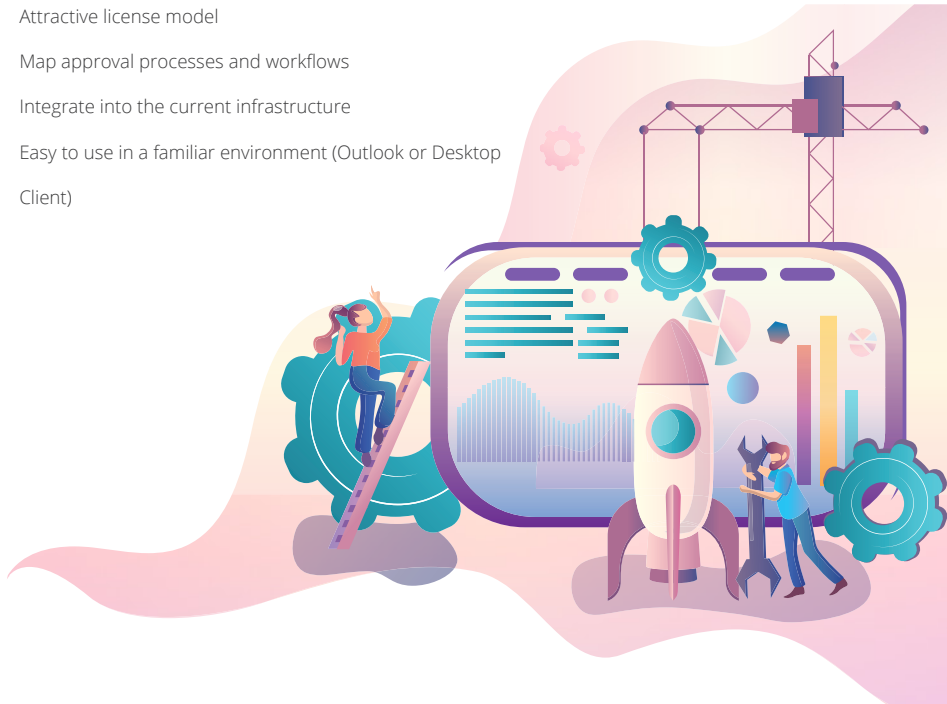 Attractive license model
Map approval processes and workflows
Integrate into the current infrastructure
Easy to use in a familiar environment (Outlook or Desktop
Client)